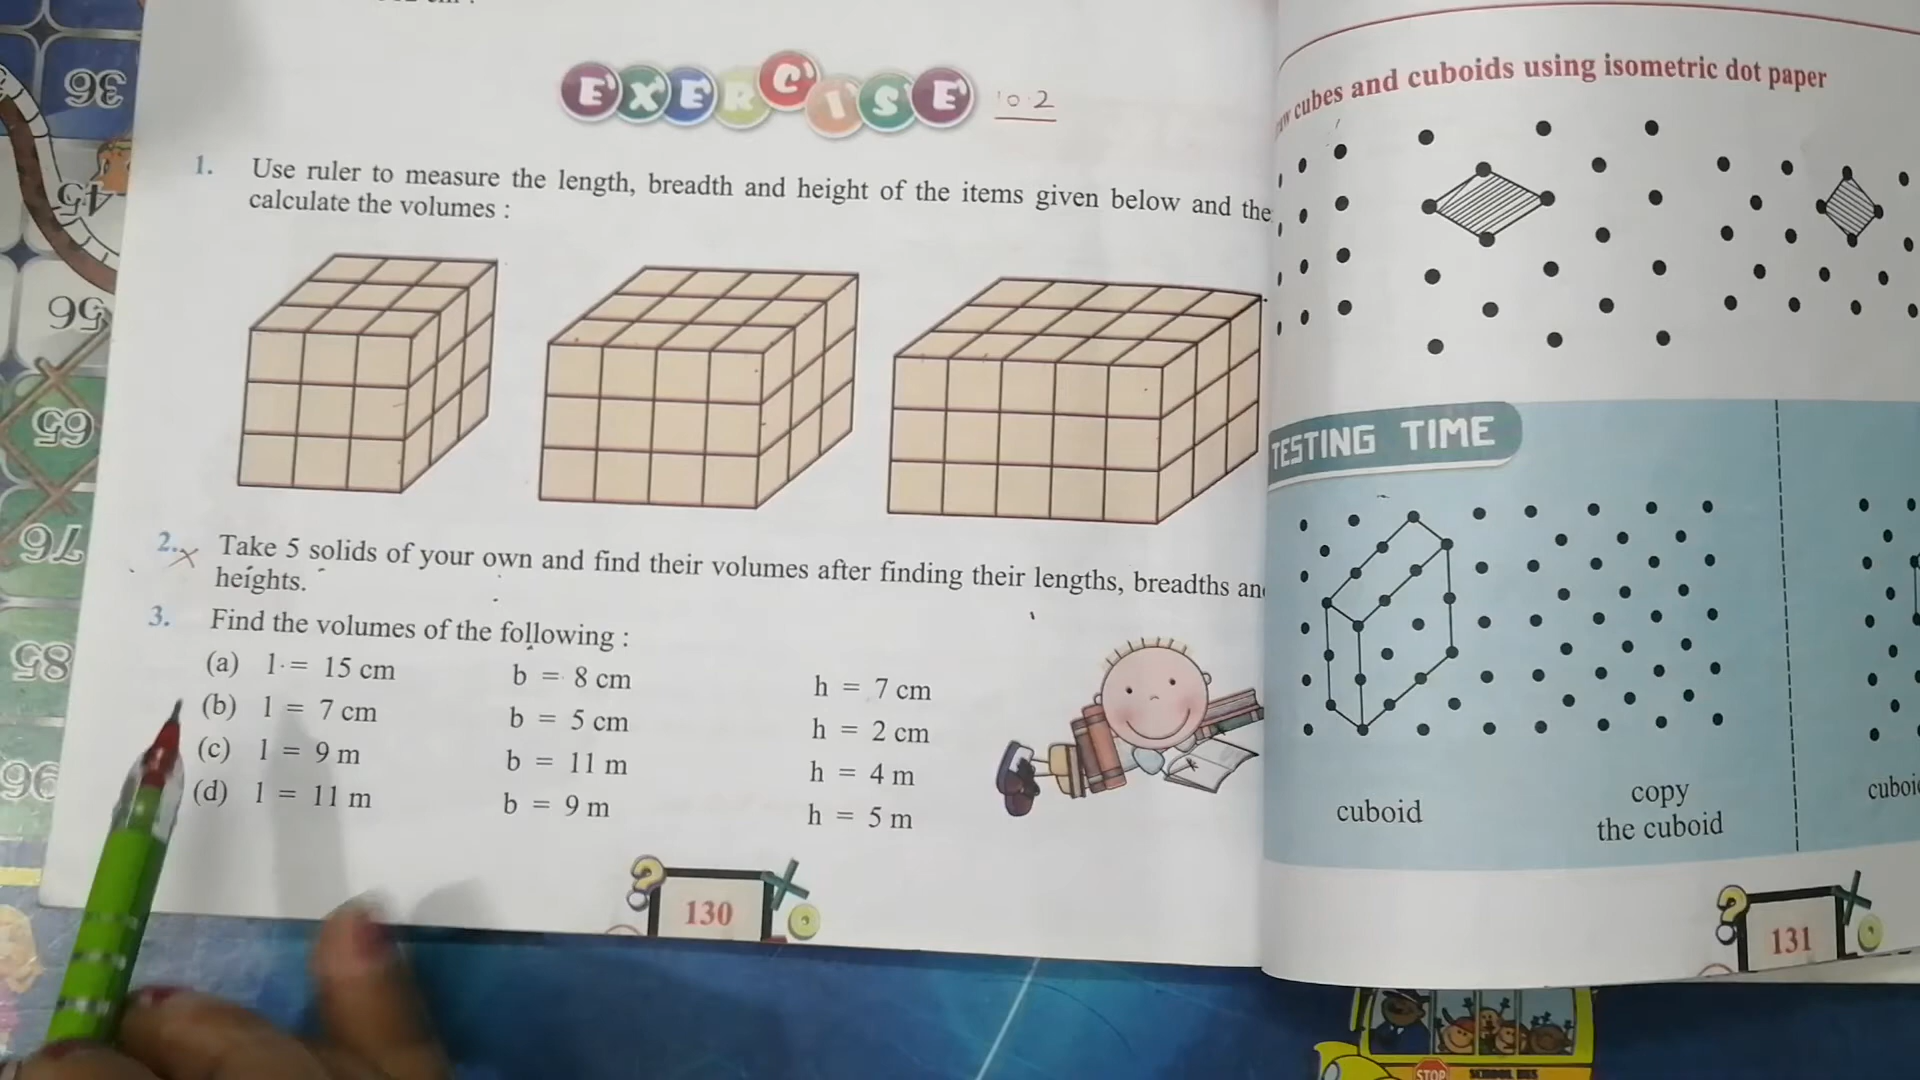 EXERCISE 10.2
1. Use ruler to measure the length, breadth and height of the items given below and the
calculate the volumes :
2. Take 5 solids of your own and find their volumes after finding their lengths, breadths an
heights.
3. Find the volumes of the following :
(a) l = 15 cm b = 8 cm h = 7 cm
(b) l = 7 cm b = 5 cm h = 2 cm
(c) l = 9 m b = 11 m h = 4 m
(d) l = 11 m b = 9 m h = 5 m
130
cubes and cuboids using isometric dot paper
TESTING TIME
cuboid
copy
the cuboid
cuboi
131
36
45
56
65
76
85
96
STOP
SCHOOL BUS